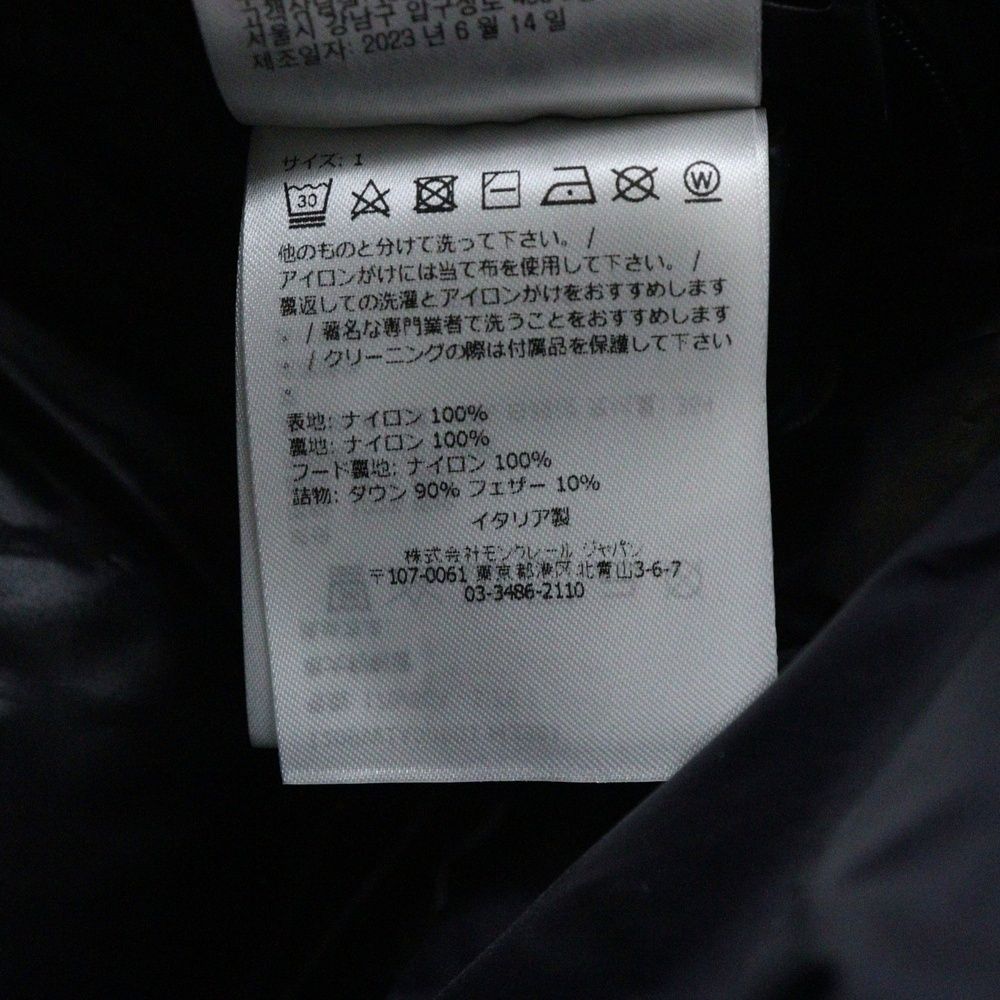 서울시 강남구 압구정로
제조일자: 2023 년 6 월 14 일
サイズ: 1
30
W
他のものと分けて洗って下さい。 /
アイロンがけには当て布を使用して下さい。 /
裏返しての洗濯とアイロンかけをおすすめします
。 / 著名な専門業者で洗うことをおすすめします
。 / クリーニングの際は付属品を保護して下さい
。
表地: ナイロン 100%
裏地: ナイロン 100%
フード裏地: ナイロン 100%
詰物: ダウン 90% フェザー 10%
イタリア製
株式会社モンクレール ジャパン
〒107-0061 東京都港区北青山3-6-7
03-3486-2110